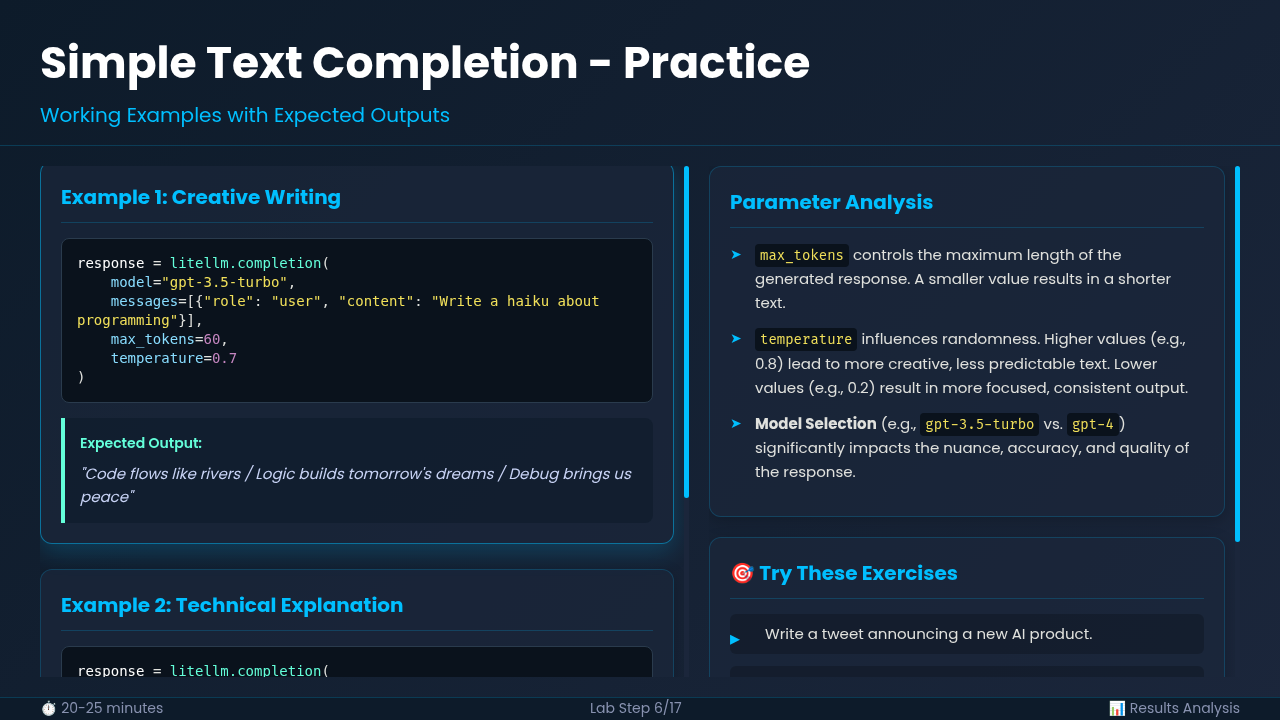 Simple Text Completion - Practice
Working Examples with Expected Outputs
Example 1: Creative Writing
response = litellm.completion(
    model="gpt-3.5-turbo",
    messages=[{"role": "user", "content": "Write a haiku about
programming"}],
    max_tokens=60,
    temperature=0.7
)
Expected Output:
"Code flows like rivers / Logic builds tomorrow's dreams / Debug brings us
peace"
Example 2: Technical Explanation
response = litellm.completion(
Parameter Analysis
➤ max_tokens controls the maximum length of the
generated response. A smaller value results in a shorter
text.
➤ temperature influences randomness. Higher values (e.g.,
0.8) lead to more creative, less predictable text. Lower
values (e.g., 0.2) result in more focused, consistent output.
➤ Model Selection (e.g., gpt-3.5-turbo vs. gpt-4)
significantly impacts the nuance, accuracy, and quality of
the response.
🎯 Try These Exercises
▶ Write a tweet announcing a new AI product.
⏱️ 20-25 minutes
Lab Step 6/17
📊 Results Analysis